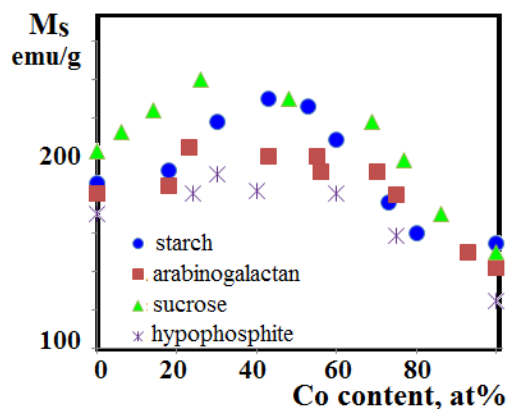 Ms
emu/g
200
starch
arabinogalactan
sucrose
hypophosphite
100
0
20
40
60
80
Co content, at%